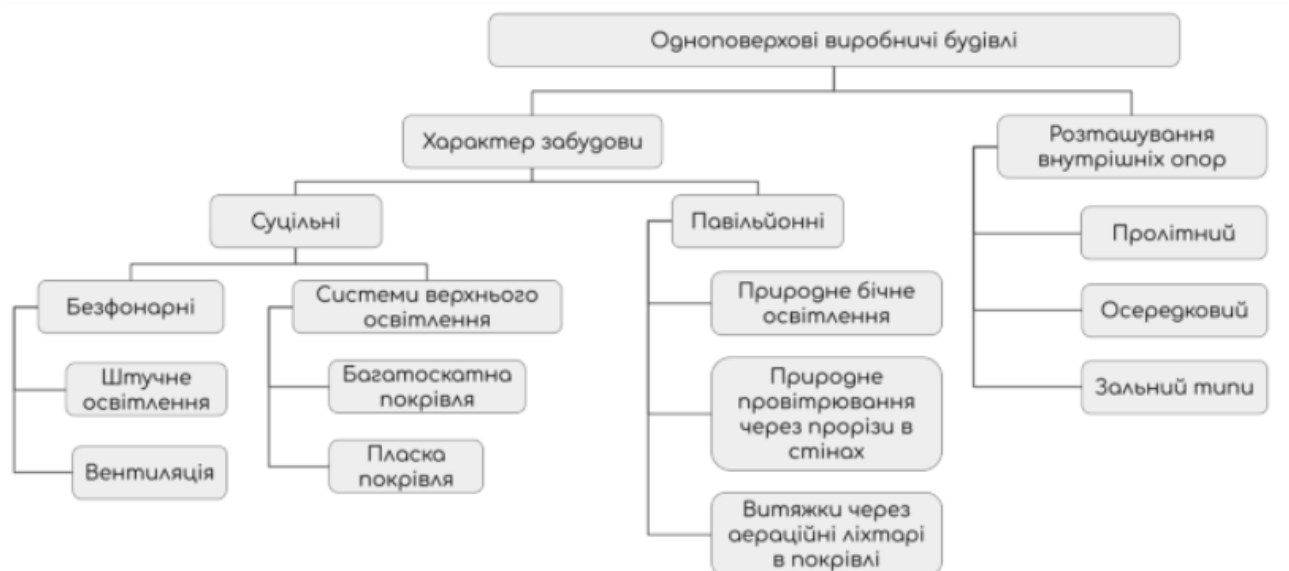 Одноповерхові виробничі будівлі
Характер забудови
Розташування
внутрішніх опор
Суцільні
Павільйонні
Пролітний
Безфонарні
Системи верхнього
освітлення
Природне бічне
освітлення
Осередковий
Штучне
освітлення
Багатоскатна
покрівля
Природне
провітрювання
через прорізи в
стінах
Зальний типи
Вентиляція
Пласка
покрівля
Витяжки через
аераційні ліхтарі
в покрівлі